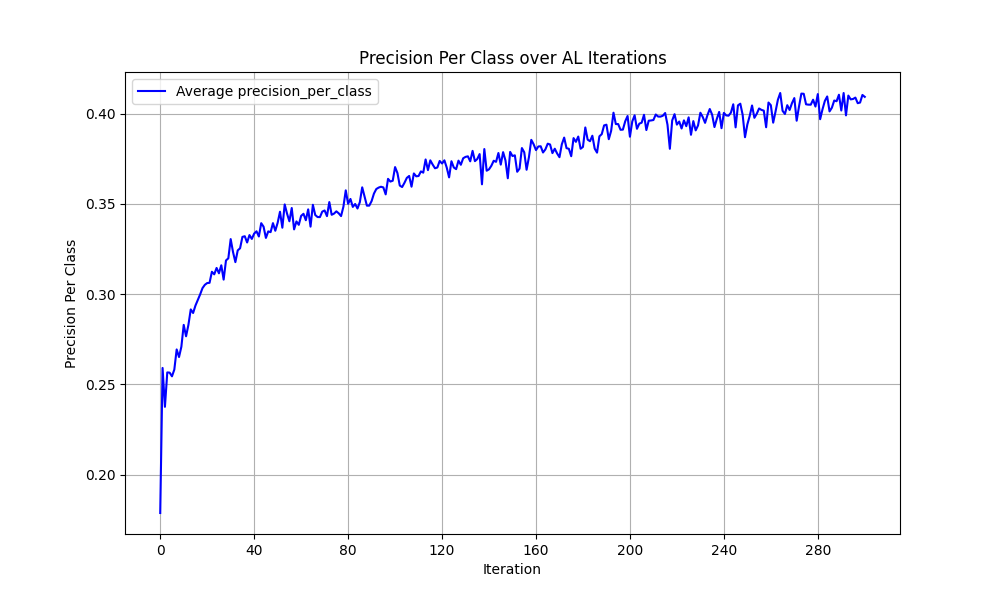 Precision Per Class over AL Iterations
Average precision_per_class
0.40
0.35
0.30
0.25
0.20
Precision Per Class
0 40 80 120 160 200 240 280
Iteration